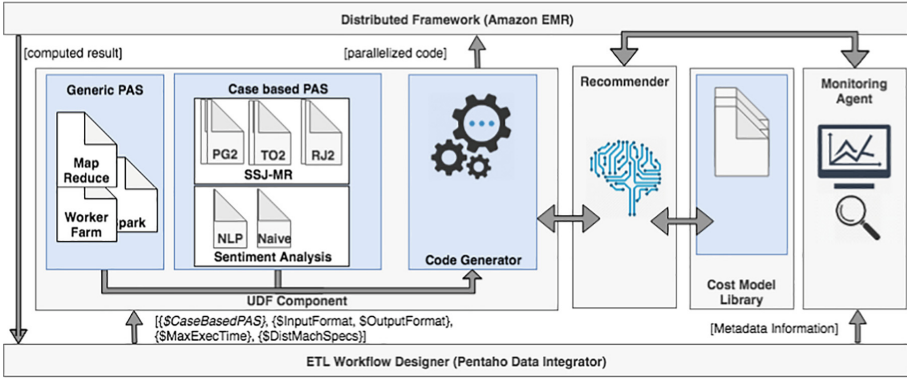 Distributed Framework (Amazon EMR)
[computed result]
[parallelized code]
Generic PAS
Map
Reduce
Worker
Farm
park
Case based PAS
PG2
TO2
RJ2
SSJ-MR
NLP
Naive
Sentiment Analysis
Code Generator
UDF Component
Recommender
Cost Model
Library
Monitoring
Agent
[{$CaseBasedPAS}, {$InputFormat, $OutputFormat},
{$MaxExecTime}, {$DistMachSpecs}]
[Metadata Information]
ETL Workflow Designer (Pentaho Data Integrator)